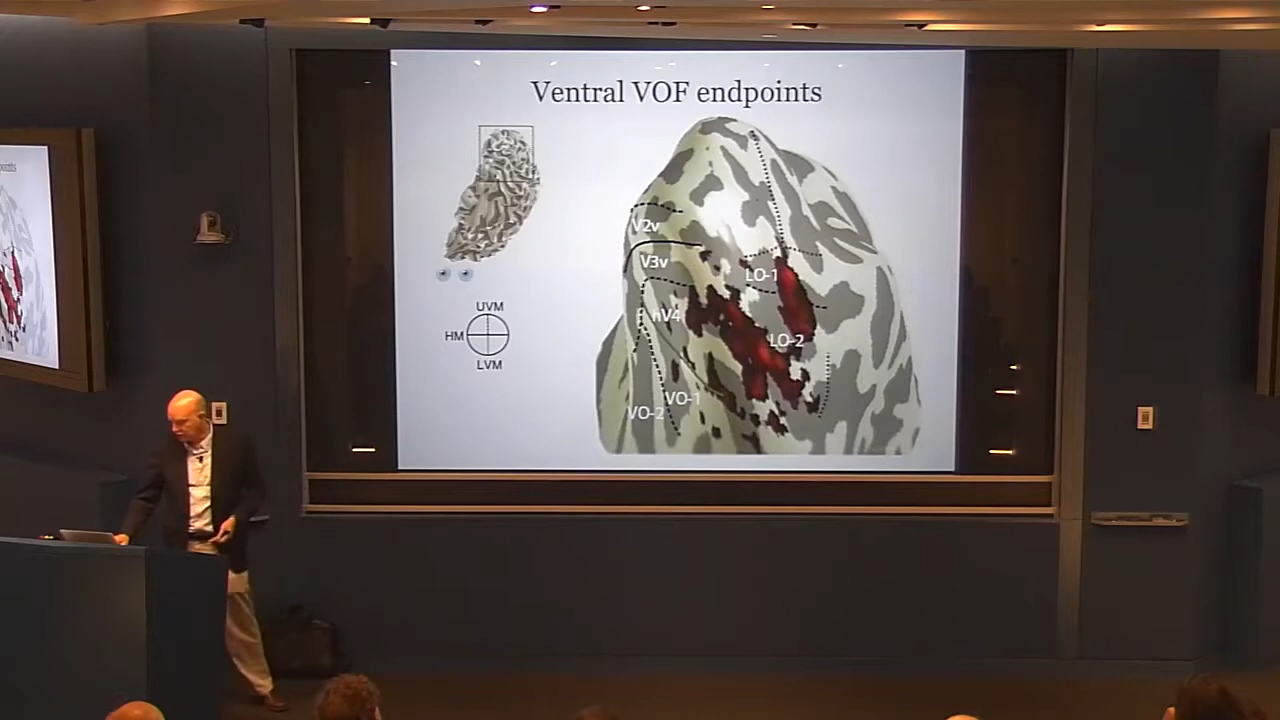 Ventral VOF endpoints
UVM
HM
LVM
V2v
V3v
LO-1
hV4
LO-2
VO-1
VO-2